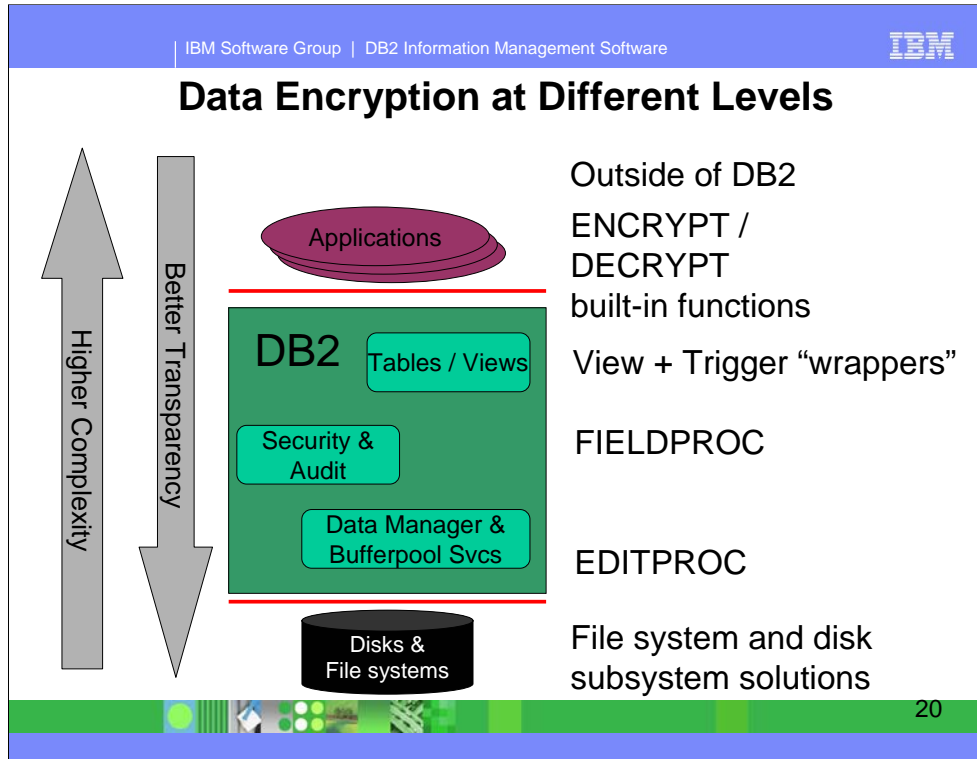 IBM Software Group | DB2 Information Management Software
IBM
Data Encryption at Different Levels
Higher Complexity
Better Transparency
Applications
DB2
Tables / Views
Security &
Audit
Data Manager &
Bufferpool Svcs
Disks &
File systems
Outside of DB2
ENCRYPT /
DECRYPT
built-in functions
View + Trigger “wrappers”
FIELDPROC
EDITPROC
File system and disk
subsystem solutions
20